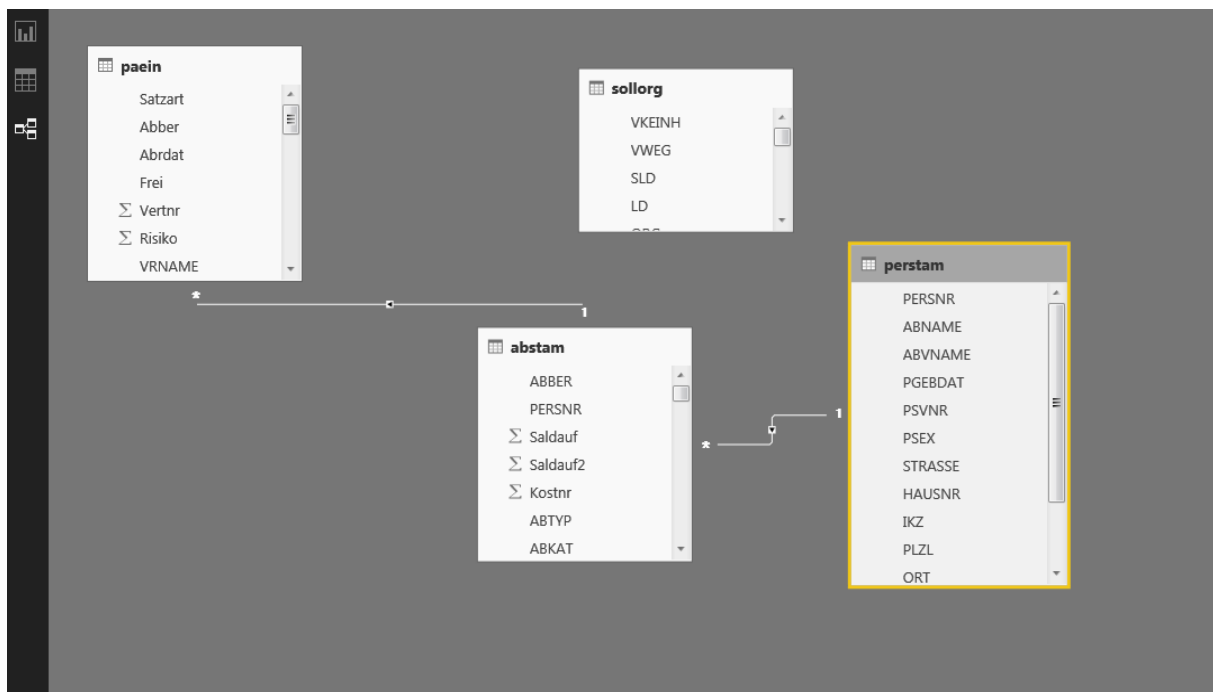 paein
Satzart
Abber
Abrdat
Frei
Σ Vertnr
Σ Risiko
VRNAME
*
1
sollorg
VKEINH
VWEG
SLD
LD
abstam
ABBER
PERSNR
Σ Saldauf
Σ Saldauf2
Σ Kostnr
ABTYP
ABKAT
*
1
perstam
PERSNR
ABNAME
ABVNAME
PGEBDAT
PSVNR
PSEX
STRASSE
HAUSNR
IKZ
PLZL
ORT